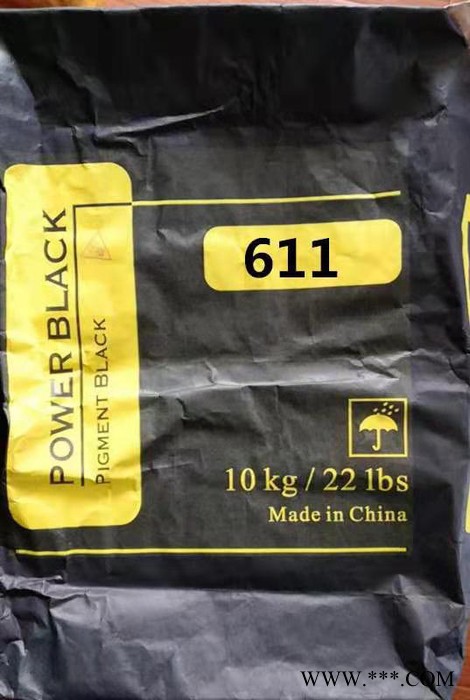 POWER BLACK
PIGMENT BLACK
611
10 kg / 22 lbs
Made in China
WWW.***.COM